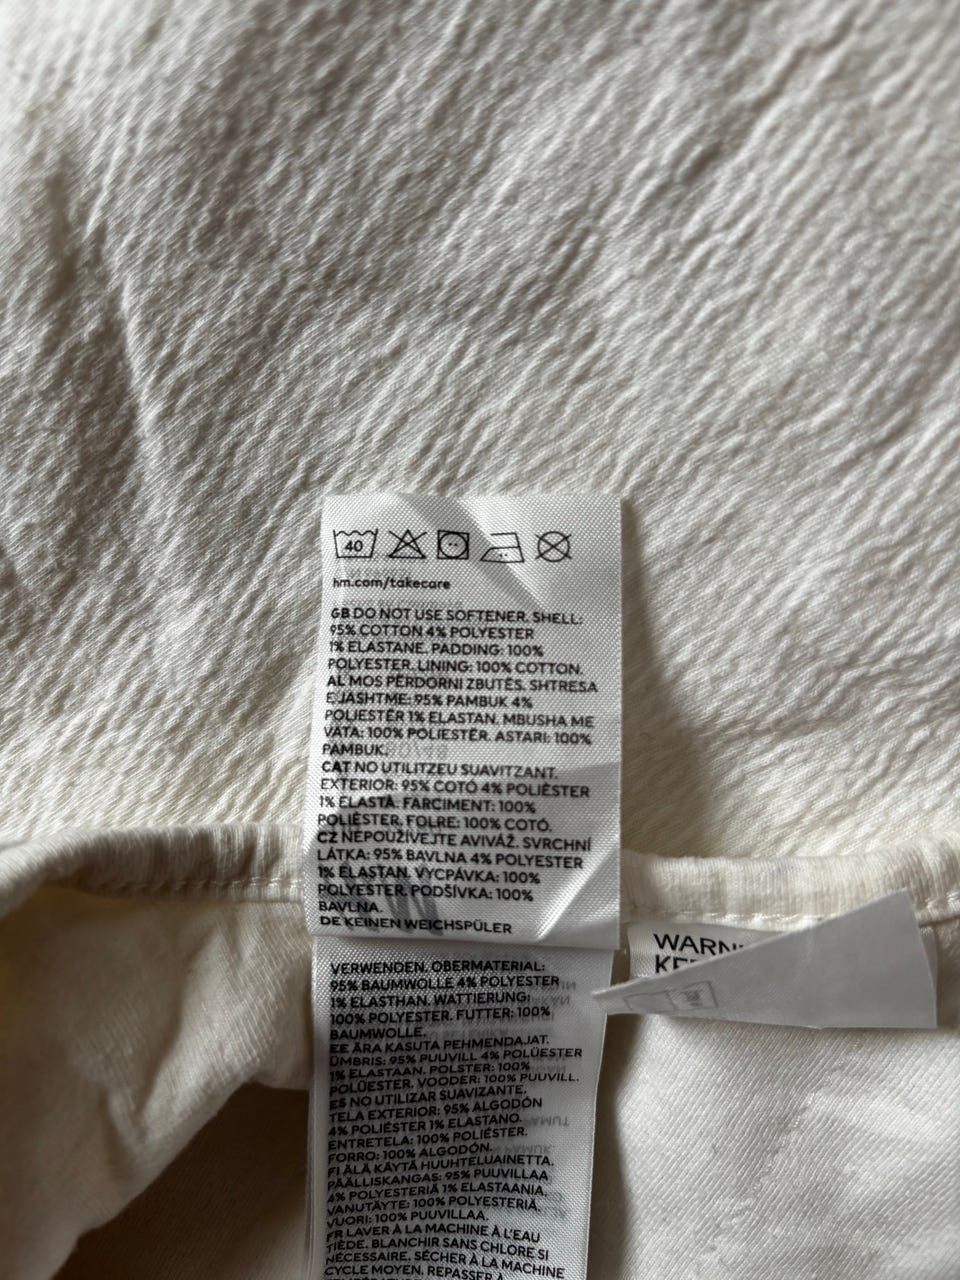 40
hm.com/takecare
GB DO NOT USE SOFTENER. SHELL:
95% COTTON 4% POLYESTER
1% ELASTANE. PADDING: 100%
POLYESTER. LINING: 100% COTTON.
AL MOS PËRDORNI ZBUTËS. SHTRESA
E JASHTME: 95% PAMBUK 4%
POLIESTËR 1% ELASTAN. MBUSHA ME
VATA: 100% POLIESTËR. ASTARI: 100%
PAMBUK.
CAT NO UTILITZEU SUAVITZANT.
EXTERIOR: 95% COTÓ 4% POLIÈSTER
1% ELASTÀ. FARCIMENT: 100%
POLIÈSTER. FOLRE: 100% COTÓ.
CZ NEPOUŽÍVEJTE AVIVÁŽ. SVRCHNÍ
LÁTKA: 95% BAVLNA 4% POLYESTER
1% ELASTAN. VYCPÁVKA: 100%
POLYESTER. PODŠÍVKA: 100%
BAVLNA.
DE KEINEN WEICHSPÜLER
VERWENDEN. OBERMATERIAL:
95% BAUMWOLLE 4% POLYESTER
1% ELASTHAN. WATTIERUNG:
100% POLYESTER. FUTTER: 100%
BAUMWOLLE.
EE ÄRA KASUTA PEHMENDAJAT.
ÜMBRIS: 95% PUUVILL 4% POLÜESTER
1% ELASTAAN. POLSTER: 100%
POLÜESTER. VOODER: 100% PUUVILL.
ES NO UTILIZAR SUAVIZANTE.
TELA EXTERIOR: 95% ALGODÓN
4% POLIÉSTER 1% ELASTANO.
ENTRETELA: 100% POLIÉSTER.
FORRO: 100% ALGODÓN.
FI ÄLÄ KÄYTÄ HUUHTELUAINETTA.
PÄÄLLISKANGAS: 95% PUUVILLAA
4% POLYESTERIÄ 1% ELASTAANIA.
VANUTÄYTE: 100% POLYESTERIÄ.
VUORI: 100% PUUVILLAA.
FR LAVER À LA MACHINE À L'EAU
TIÈDE. BLANCHIR SANS CHLORE SI
NÉCESSAIRE. SÉCHER À LA MACHINE
CYCLE MOYEN. REPASSER À
WARN